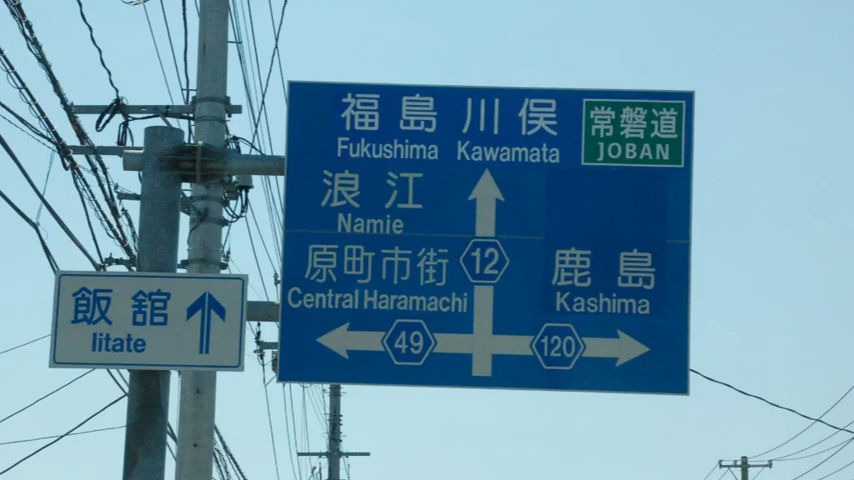 福島 川俣
Fukushima Kawamata
常磐道
JOBAN
浪江
Namie
原町市街
Central Haramachi
12
鹿島
Kashima
49
120
飯舘
Iitate